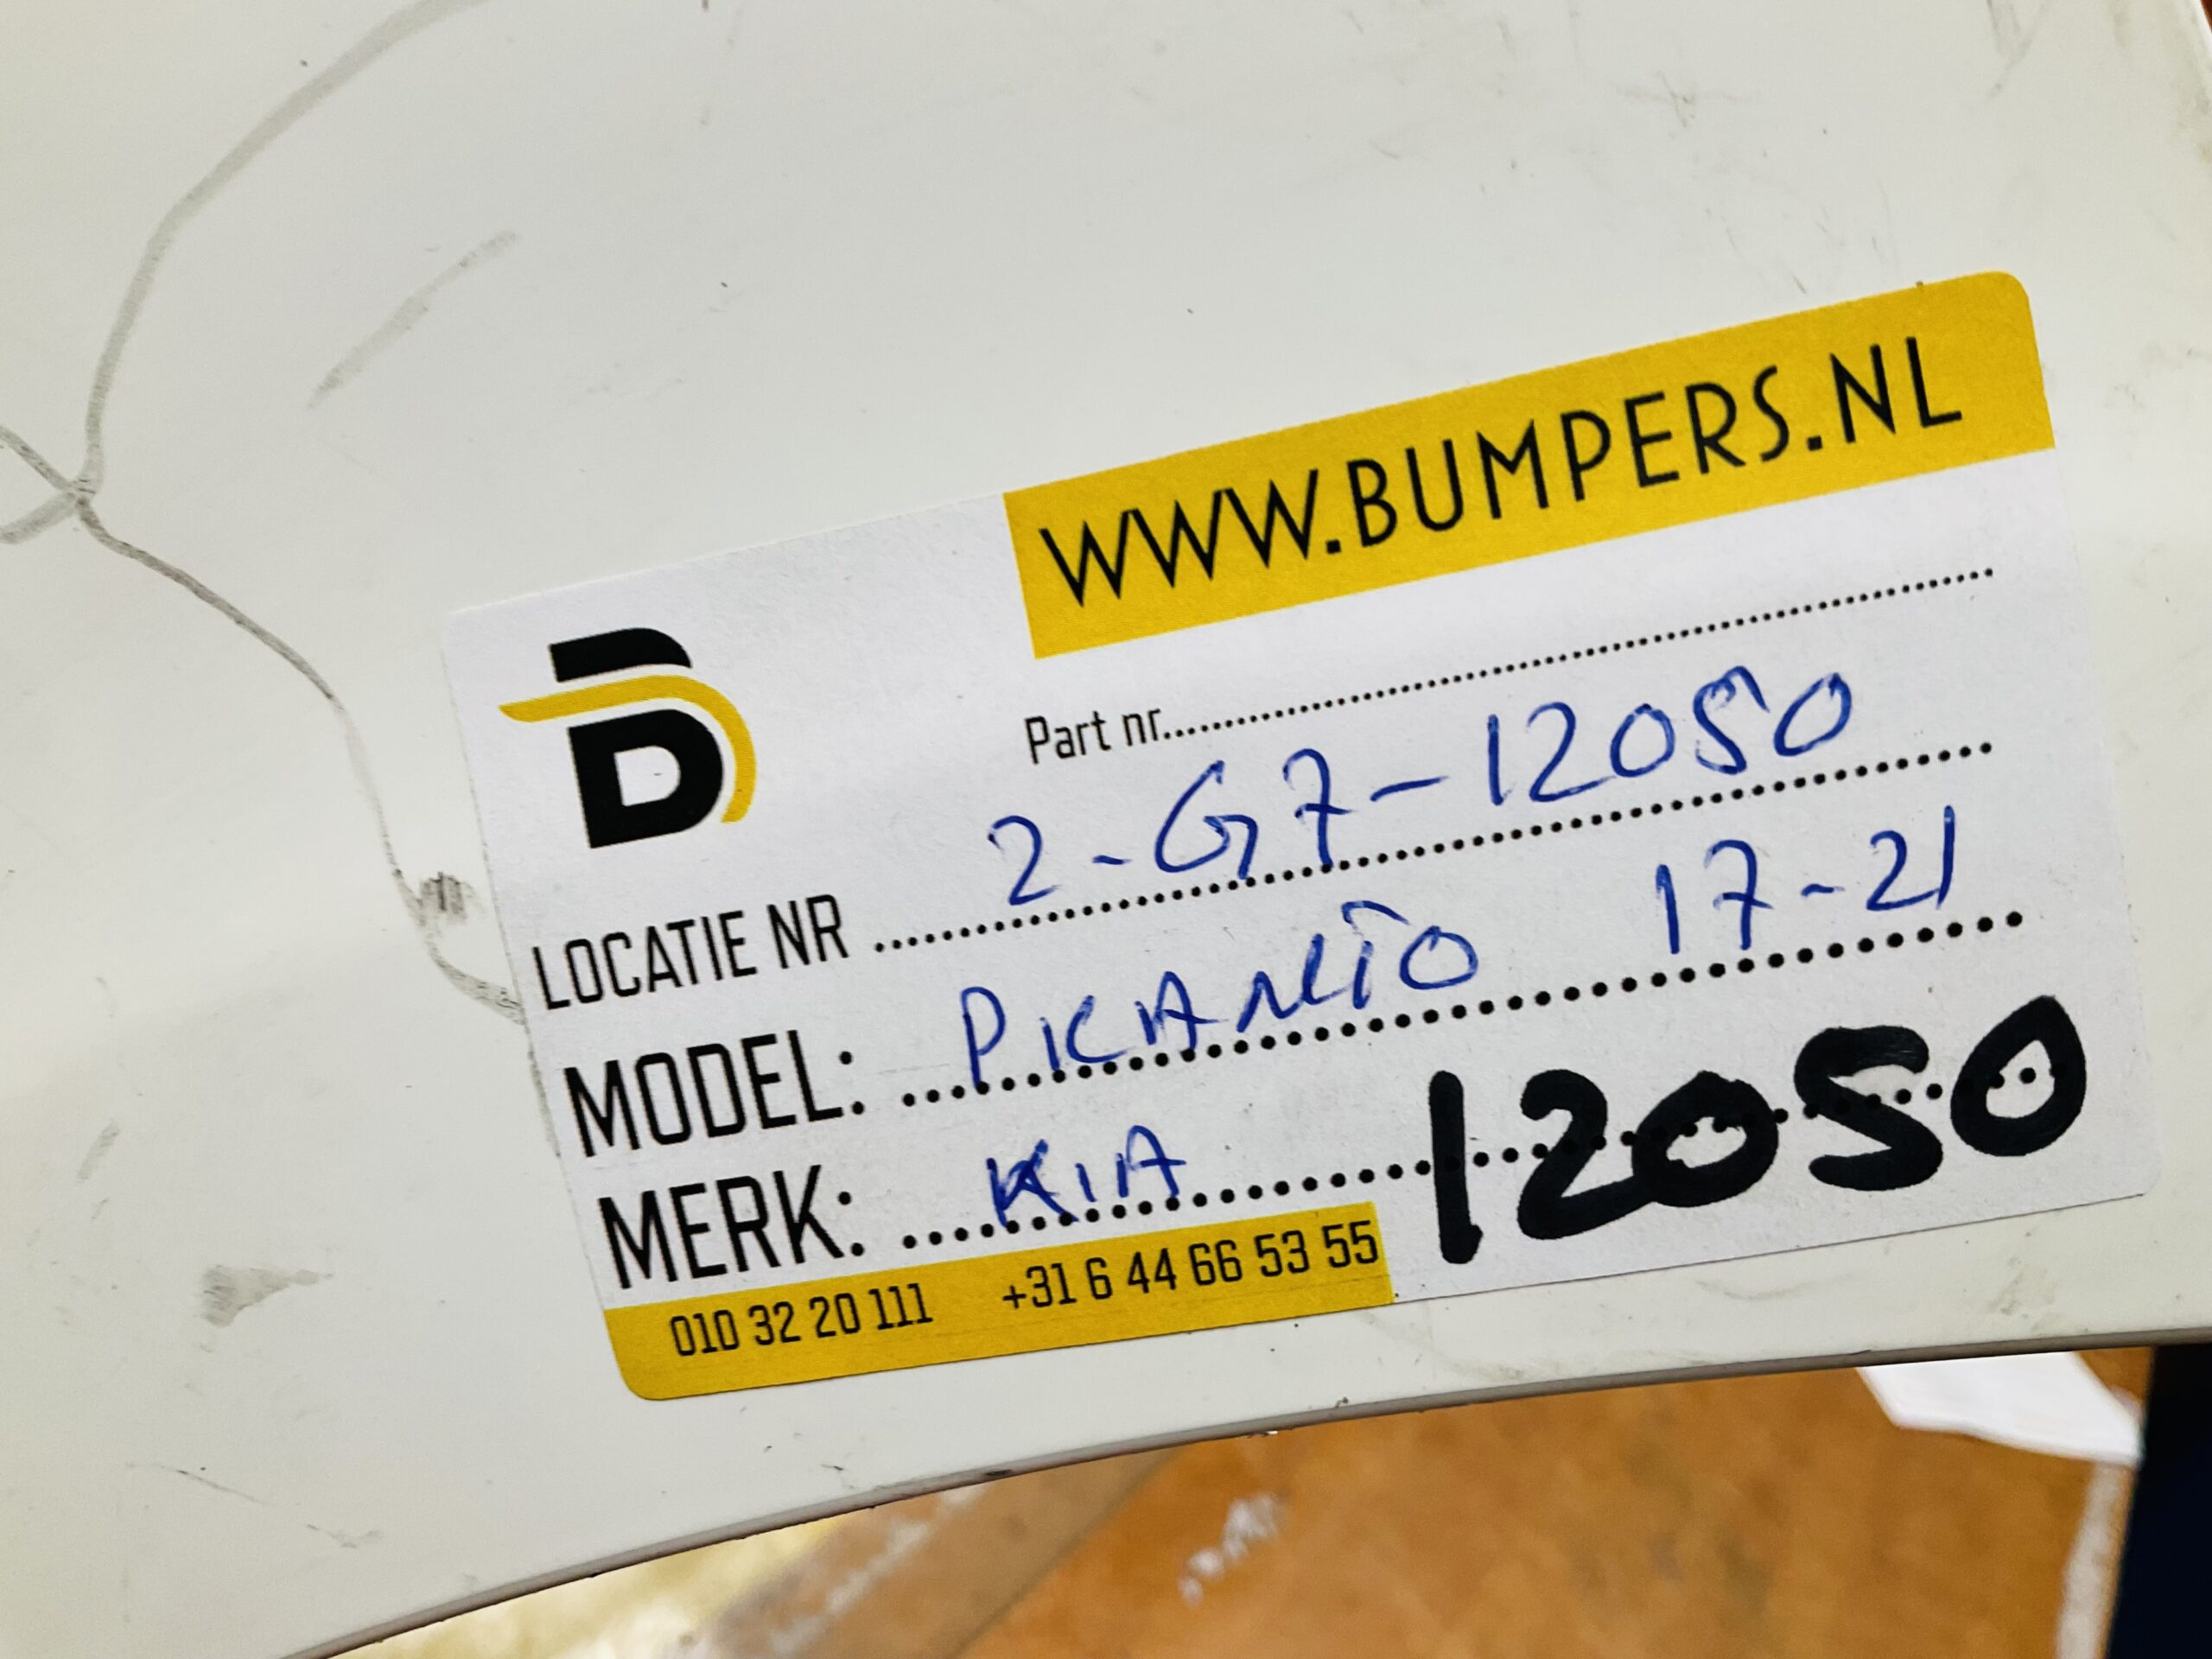 WWW.BUMPERS.NL
B
Part nr..............................
LOCATIE NR 2-G7-12050
MODEL: PICANTO 17-21
MERK: KIA 12050
010 32 20 111 +31 6 44 66 53 55